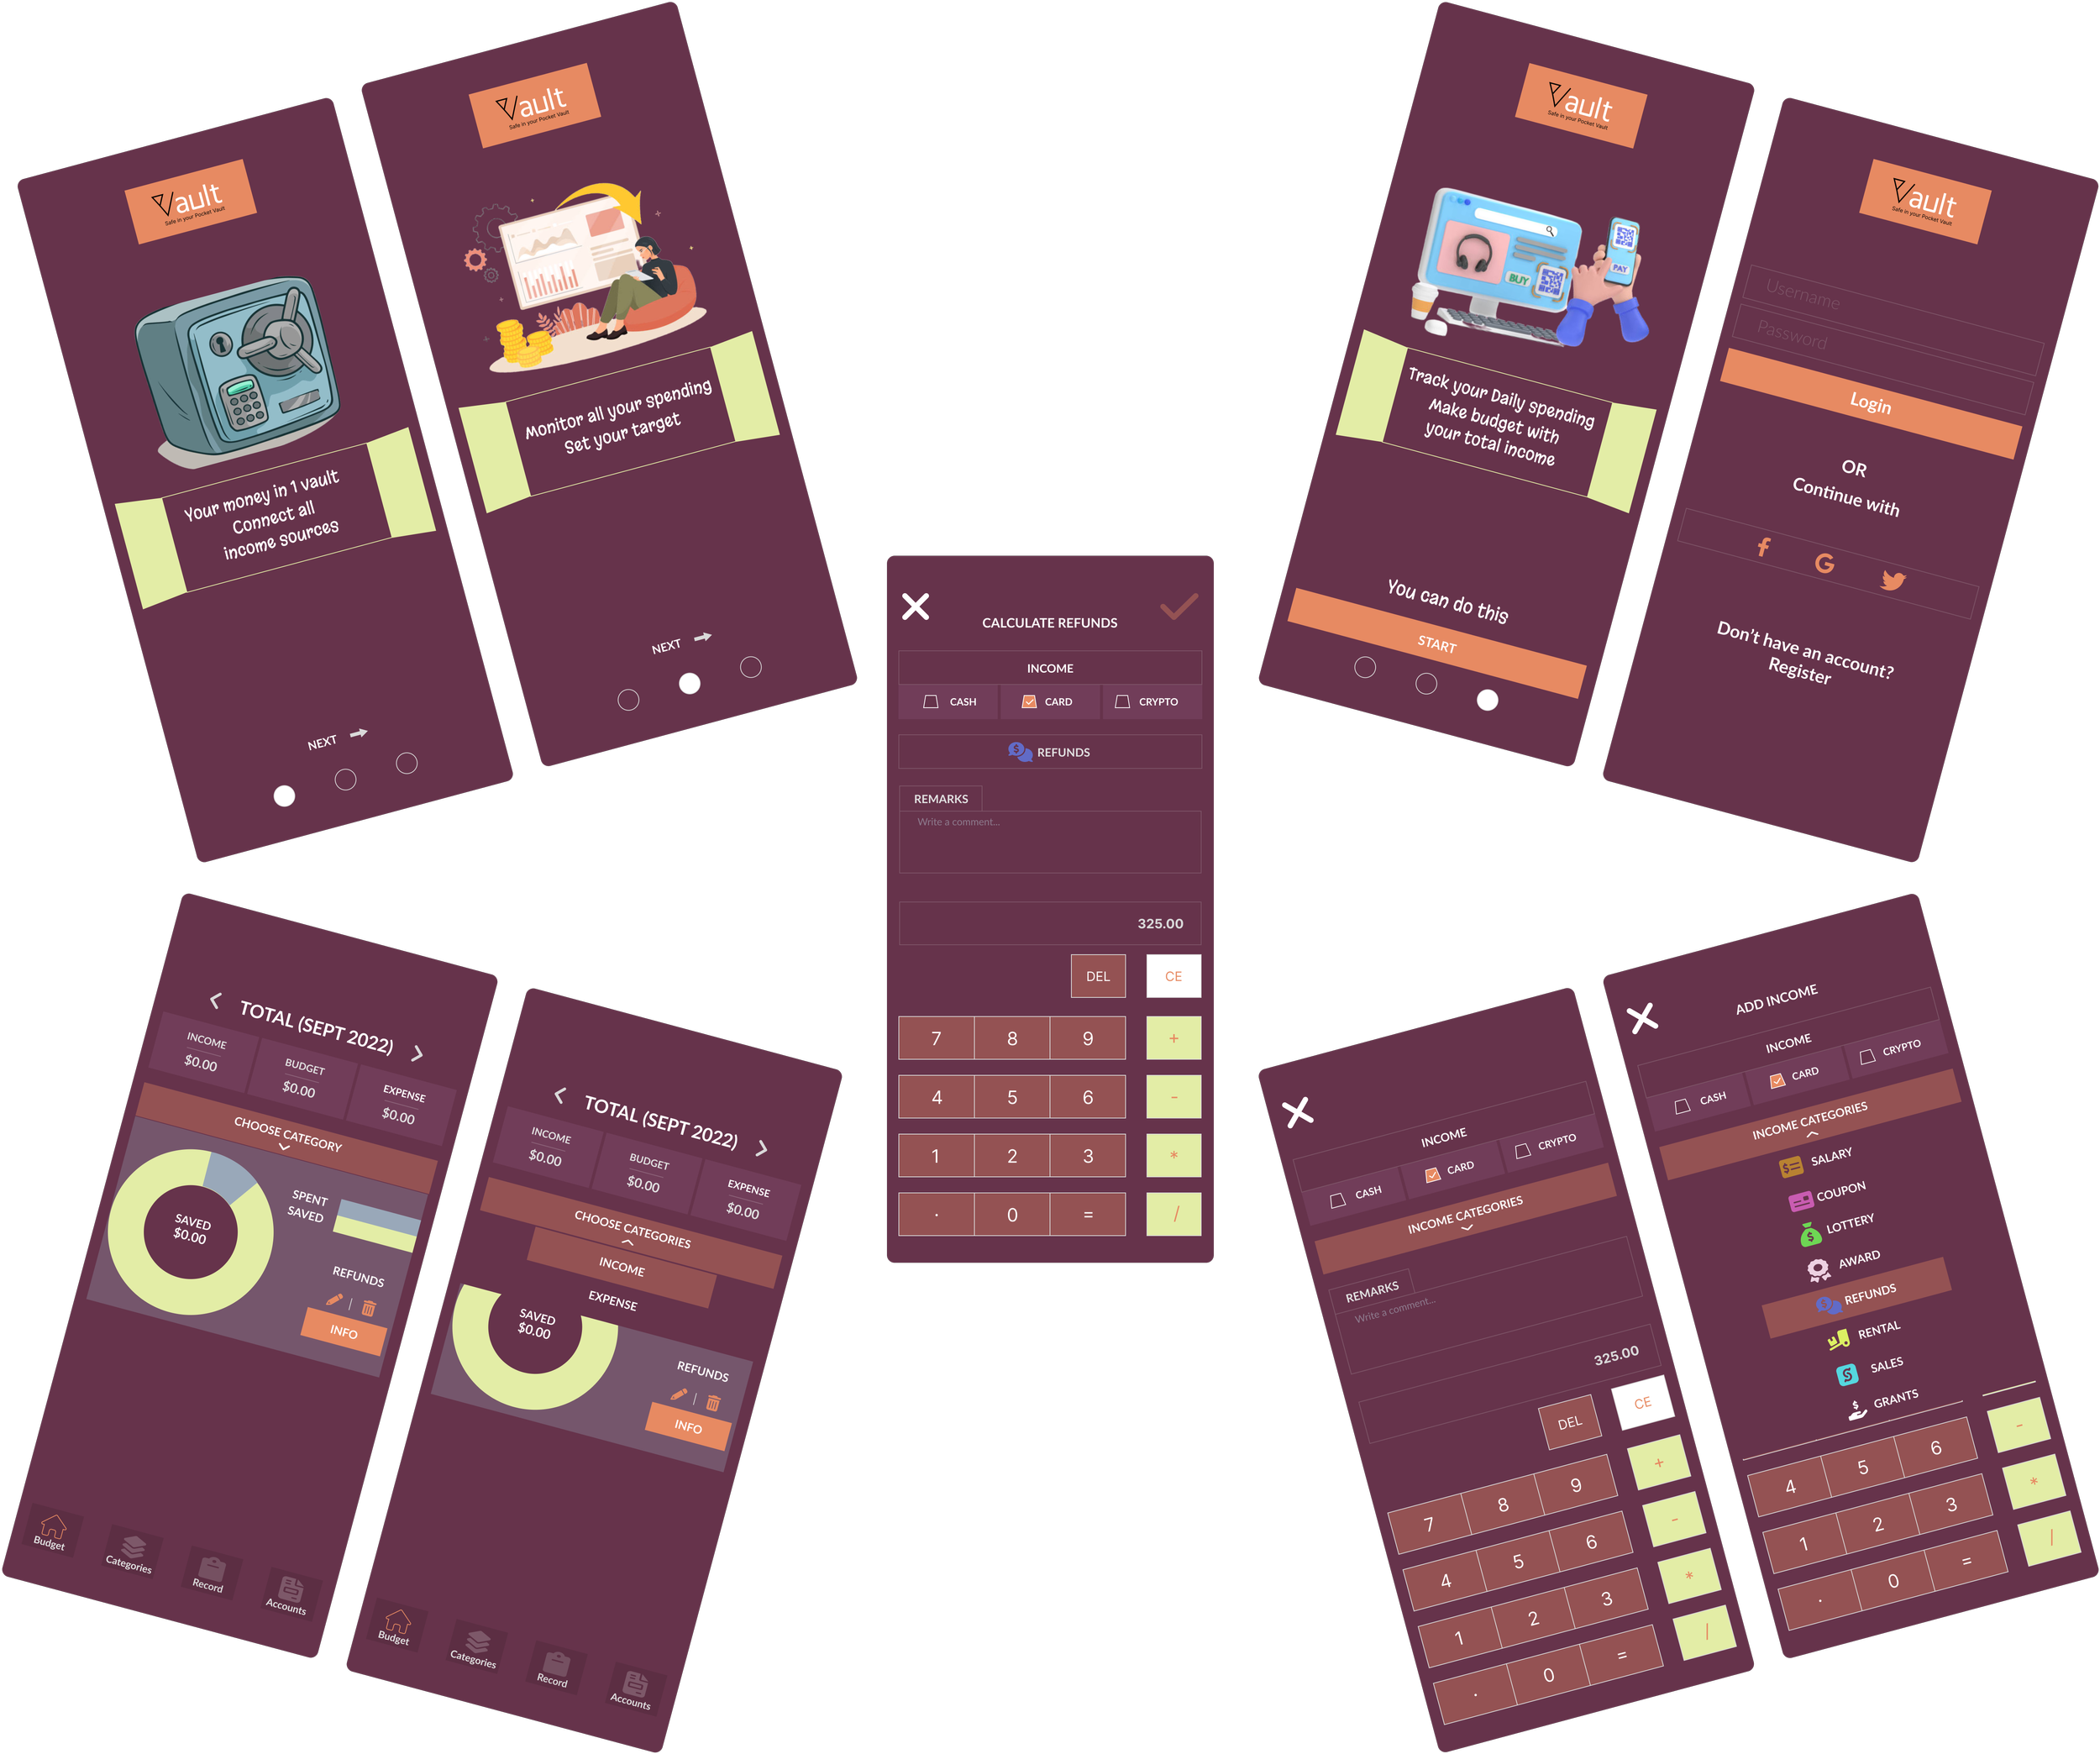 Vault
Safe in your Pocket Vault
Your money in 1 vault
Connect all
income sources
NEXT
Vault
Safe in your Pocket Vault
Monitor all your spending
Set your target
NEXT
Vault
Safe in your Pocket Vault
BUY
PAY
Track your Daily spending
Make budget with
your total income
You can do this
START
Vault
Safe in your Pocket Vault
Username
Password
Login
OR
Continue with
Don't have an account?
Register
CALCULATE REFUNDS
INCOME
CASH CARD CRYPTO
REFUNDS
REMARKS
Write a comment...
325.00
DEL CE
7 8 9 +
4 5 6 -
1 2 3 *
. 0 = /
TOTAL (SEPT 2022)
INCOME BUDGET EXPENSE
$0.00 $0.00 $0.00
CHOOSE CATEGORY
SPENT
SAVED
SAVED
$0.00
REFUNDS
INFO
Budget Categories Record Accounts
TOTAL (SEPT 2022)
INCOME BUDGET EXPENSE
$0.00 $0.00 $0.00
CHOOSE CATEGORIES
INCOME
EXPENSE
SAVED
$0.00
REFUNDS
INFO
Budget Categories Record Accounts
INCOME
CASH CARD CRYPTO
INCOME CATEGORIES
REMARKS
Write a comment...
325.00
DEL CE
7 8 9 +
4 5 6 -
1 2 3 *
. 0 = /
ADD INCOME
INCOME
CASH CARD CRYPTO
INCOME CATEGORIES
SALARY
COUPON
LOTTERY
AWARD
REFUNDS
RENTAL
SALES
GRANTS
4 5 6 -
1 2 3 *
. 0 = /